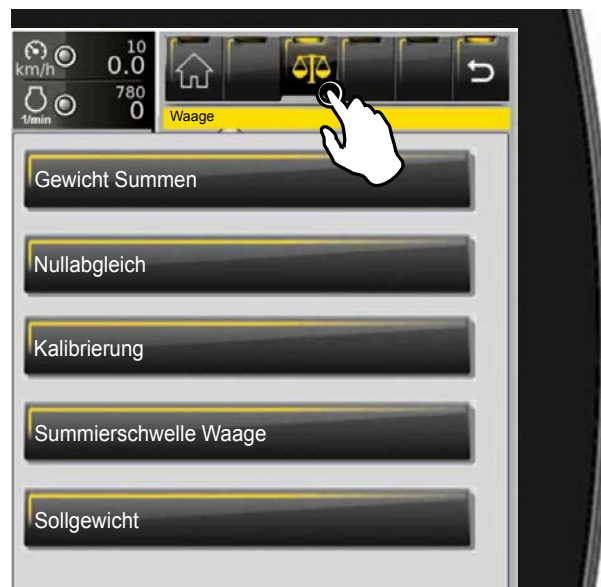 10
km/h 0.0
780
1/min 0
Waage
Gewicht Summen
Nullabgleich
Kalibrierung
Summierschwelle Waage
Sollgewicht